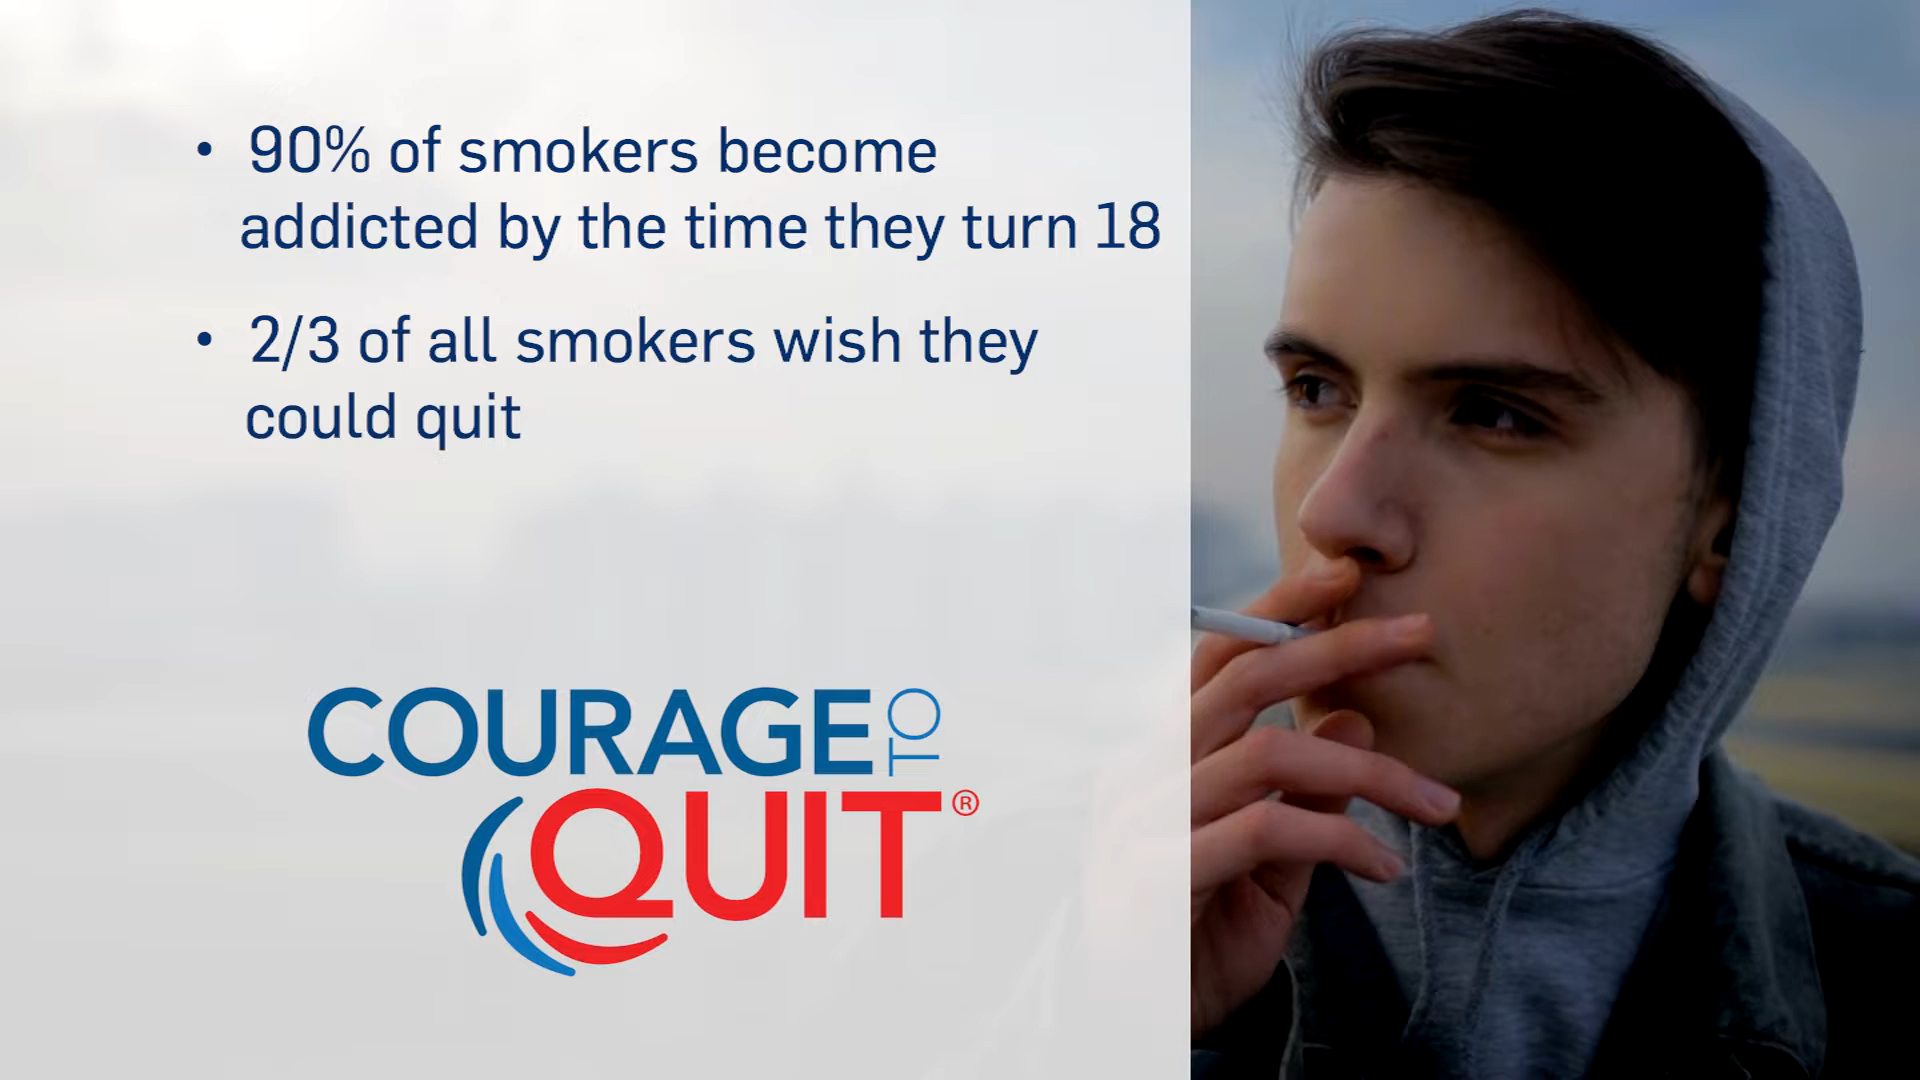 • 90% of smokers become
addicted by the time they turn 18
• 2/3 of all smokers wish they
could quit
COURAGE TO
QUIT®